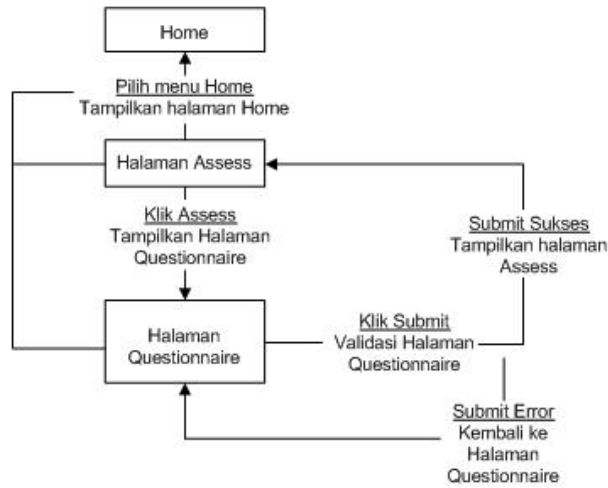 Home
Pilih menu Home
Tampilkan halaman Home
Halaman Assess
Klik Assess
Tampilkan Halaman
Questionnaire
Submit Sukses
Tampilkan halaman
Assess
Halaman
Questionnaire
Klik Submit
Validasi Halaman
Questionnaire
Submit Error
Kembali ke
Halaman
Questionnaire